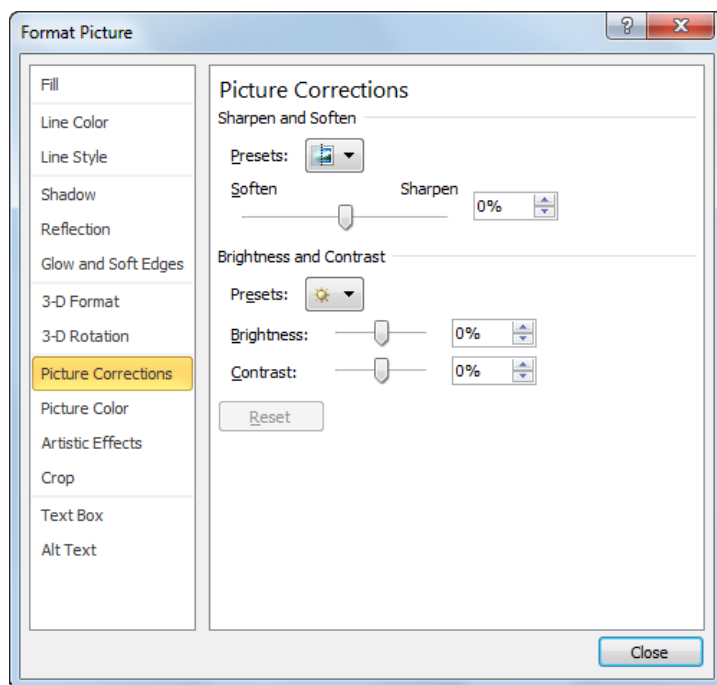 Format Picture
Fill
Line Color
Line Style
Shadow
Reflection
Glow and Soft Edges
3-D Format
3-D Rotation
Picture Corrections
Picture Color
Artistic Effects
Crop
Text Box
Alt Text
Picture Corrections
Sharpen and Soften
Presets:
Soften Sharpen
0%
Brightness and Contrast
Presets:
Brightness: 0%
Contrast: 0%
Reset
Close